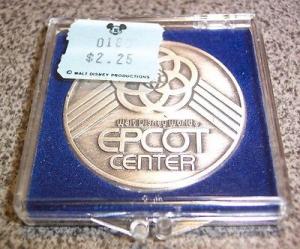 $2.25
© WALT DISNEY PRODUCTIONS
Walt Disney World's
EPCOT
CENTER